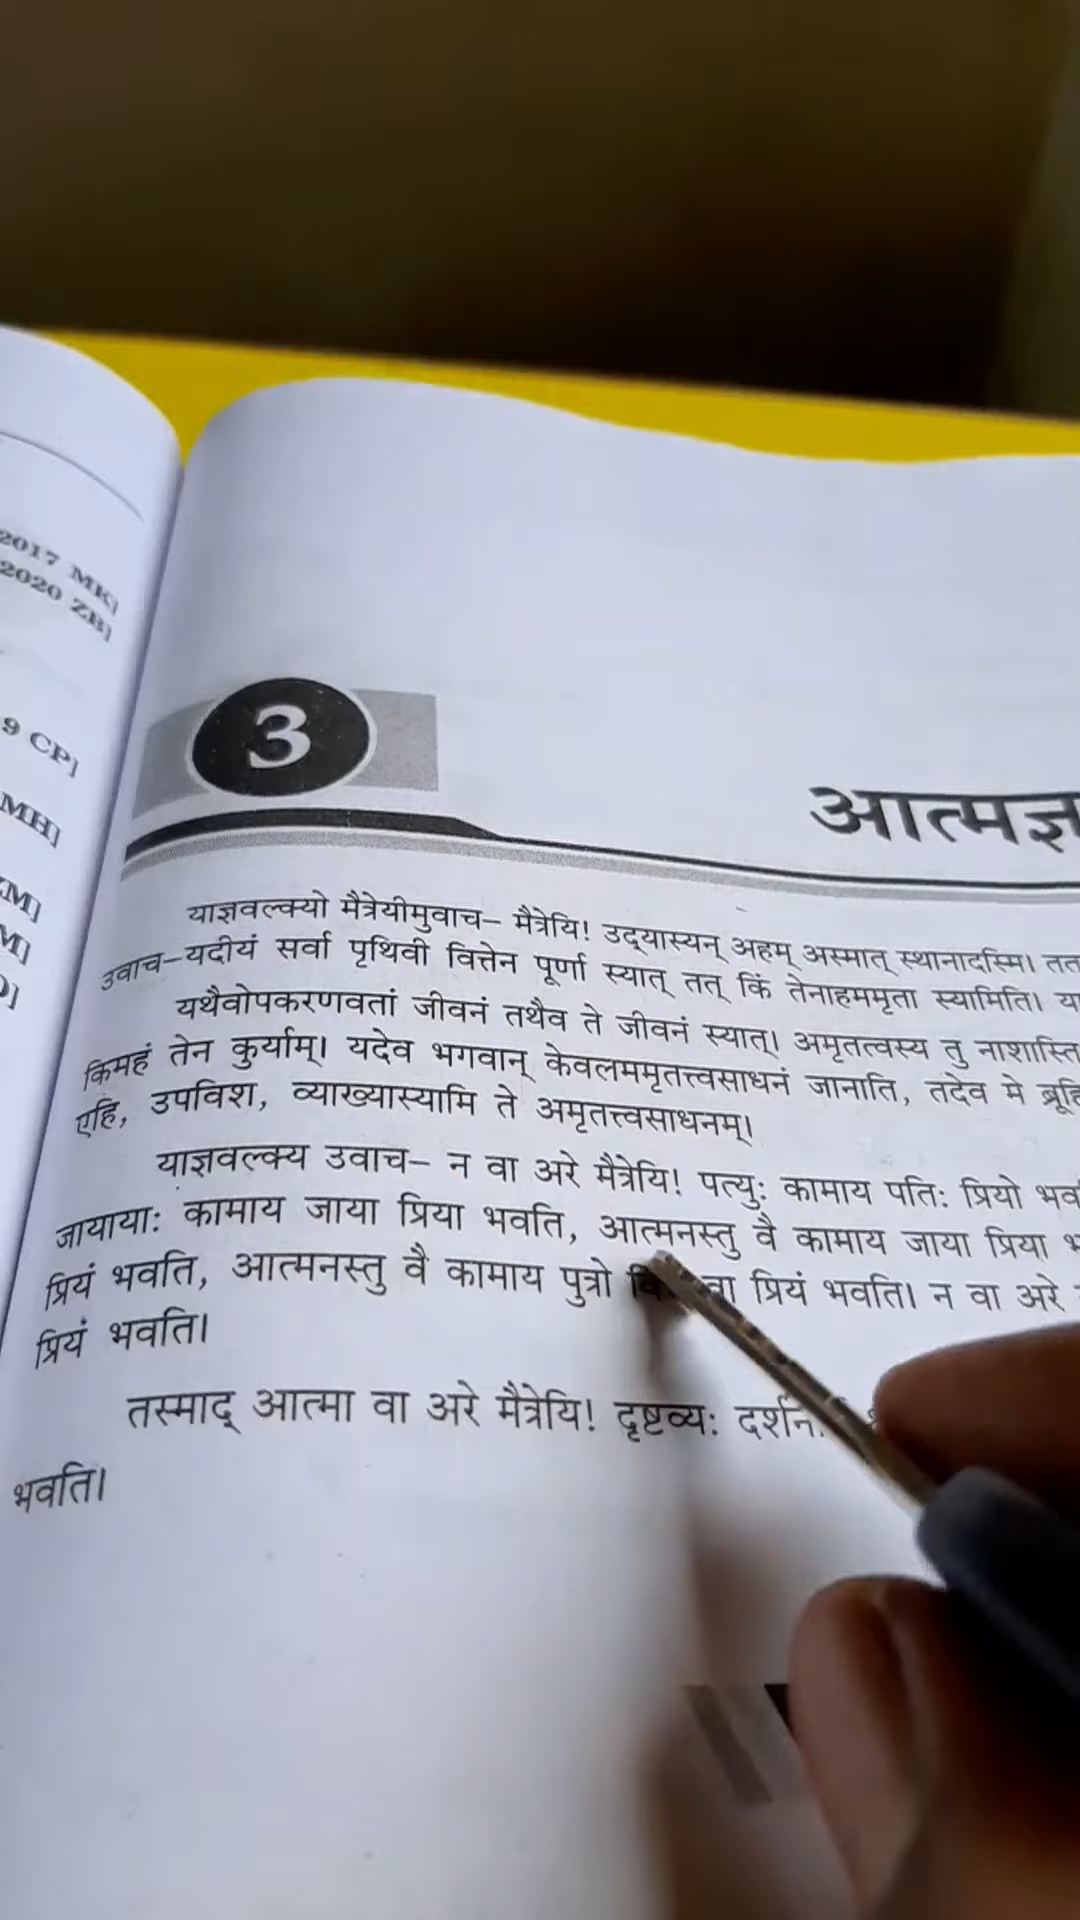 2017 MK]
2020 ZB]
9 CP]
MH]
ZM]
M]
3
आत्मज्ञ
याज्ञवल्क्यो मैत्रेयीमुवाच– मैत्रेयि! उद्‌यास्यन् अहम् अस्मात् स्थानादस्मि। तत
उवाच–यदीयं सर्वा पृथिवी वित्तेन पूर्णा स्यात् तत् किं तेनाहममृता स्यामिति। या
यथैवोपकरणवतां जीवनं तथैव ते जीवनं स्यात्। अमृतत्वस्य तु नाशास्ति
किमहं तेन कुर्याम्। यदेव भगवान् केवलममृतत्त्वसाधनं जानाति, तदेव मे ब्रूहि
एहि, उपविश, व्याख्यास्यामि ते अमृतत्त्वसाधनम्।
याज्ञवल्क्य उवाच– न वा अरे मैत्रेयि! पत्युः कामाय पतिः प्रियो भव
जायायाः कामाय जाया प्रिया भवति, आत्मनस्तु वै कामाय जाया प्रिया भ
प्रियं भवति, आत्मनस्तु वै कामाय पुत्रो वा प्रियं भवति। न वा अरे
प्रियं भवति।
तस्माद् आत्मा वा अरे मैत्रेयि! दृष्टव्यः
भवति।